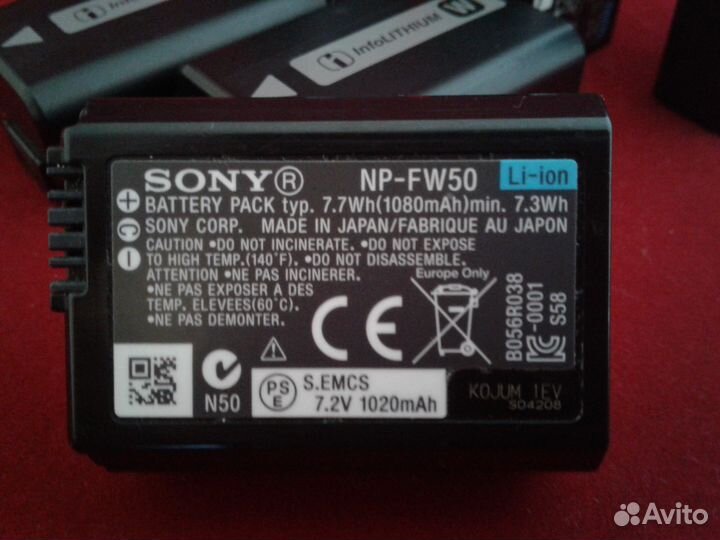 InfoLITHIUM
InfoLITHIUM W
SONY® NP-FW50 Li-ion
BATTERY PACK typ. 7.7Wh(1080mAh)min. 7.3Wh
SONY CORP. MADE IN JAPAN/FABRIQUE AU JAPON
CAUTION •DO NOT INCINERATE. •DO NOT EXPOSE
TO HIGH TEMP.(140°F). •DO NOT DISASSEMBLE.
ATTENTION •NE PAS INCINERER.
•NE PAS EXPOSER A DES
TEMP. ELEVEES(60°C).
•NE PAS DEMONTER.
Europe Only
CE
B056R038
-0001
S58
N50
PS
E
S.EMCS
7.2V 1020mAh
KOJUM 1EV
S04208
Avito